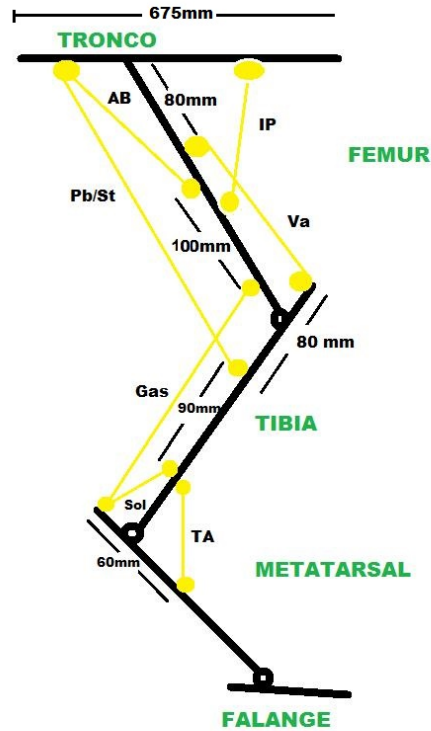 675mm
TRONCO
AB
80mm
IP
FEMUR
Pb/St
Va
100mm
80 mm
Gas
90mm
TIBIA
Sol
TA
60mm
METATARSAL
FALANGE